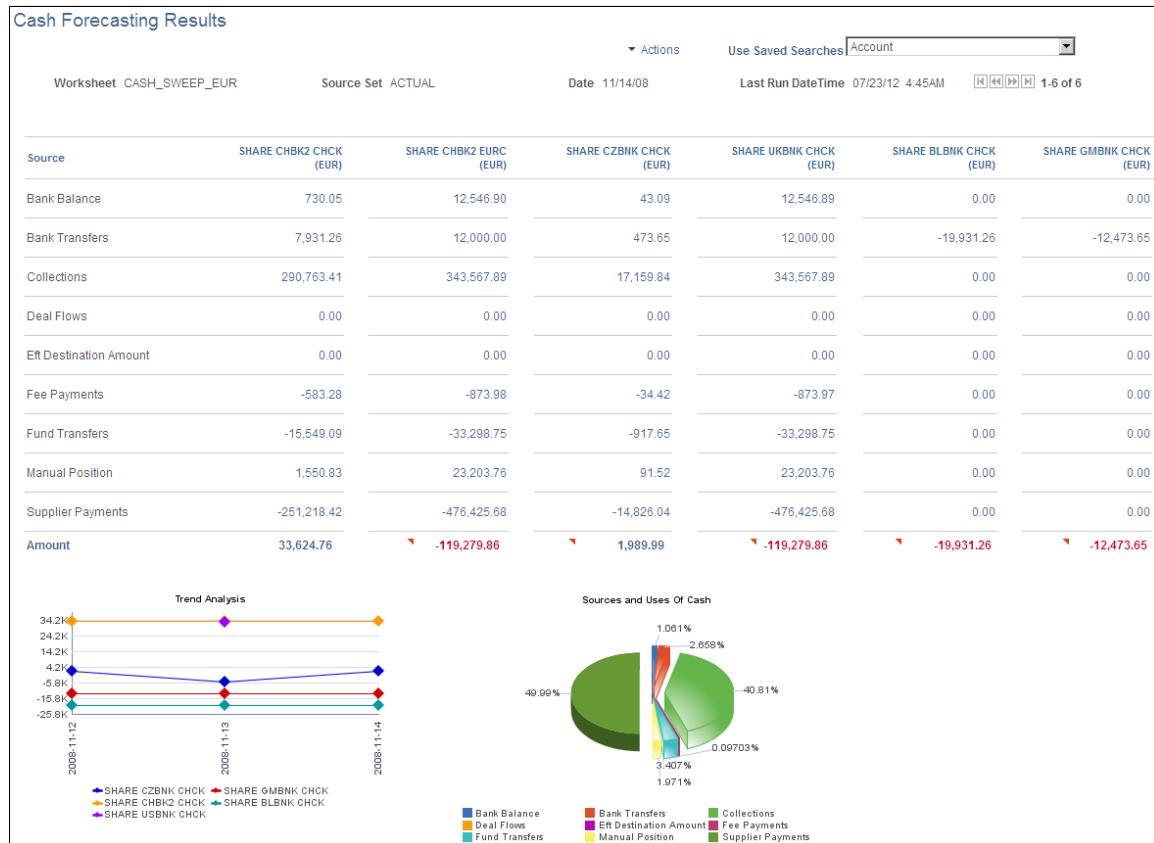 Cash Forecasting Results
Actions Use Saved Searches Account
Worksheet CASH_SWEEP_EUR Source Set ACTUAL Date 11/14/08 Last Run DateTime 07/23/12 4:45AM 1-6 of 6
Source SHARE CHBK2 CHCK SHARE CHBK2 EURC SHARE CZBNK CHCK SHARE UKBNK CHCK SHARE BLBNK CHCK SHARE GMBNK CHCK
(EUR) (EUR) (EUR) (EUR) (EUR) (EUR)
Bank Balance 730.05 12,546.90 43.09 12,546.89 0.00 0.00
Bank Transfers 7,931.26 12,000.00 473.65 12,000.00 -19,931.26 -12,473.65
Collections 290,763.41 343,567.89 17,159.84 343,567.89 0.00 0.00
Deal Flows 0.00 0.00 0.00 0.00 0.00 0.00
Eft Destination Amount 0.00 0.00 0.00 0.00 0.00 0.00
Fee Payments -583.28 -873.98 -34.42 -873.97 0.00 0.00
Fund Transfers -15,549.09 -33,298.75 -917.65 -33,298.75 0.00 0.00
Manual Position 1,550.83 23,203.76 91.52 23,203.76 0.00 0.00
Supplier Payments -251,218.42 -476,425.68 -14,826.04 -476,425.68 0.00 0.00
Amount 33,624.76 -119,279.86 1,989.99 -119,279.86 -19,931.26 -12,473.65
Trend Analysis
34.2K
24.2K
14.2K
4.2K
-5.8K
-15.8K
-25.8K
2008-11-12
2008-11-13
2008-11-14
SHARE CZBNK CHCK SHARE GMBNK CHCK
SHARE CHBK2 CHCK SHARE BLBNK CHCK
SHARE USBNK CHCK
Sources and Uses Of Cash
1.061%
2.658%
49.99%
40.81%
0.09703%
3.407%
1.971%
Bank Balance Bank Transfers Collections
Deal Flows Eft Destination Amount Fee Payments
Fund Transfers Manual Position Supplier Payments